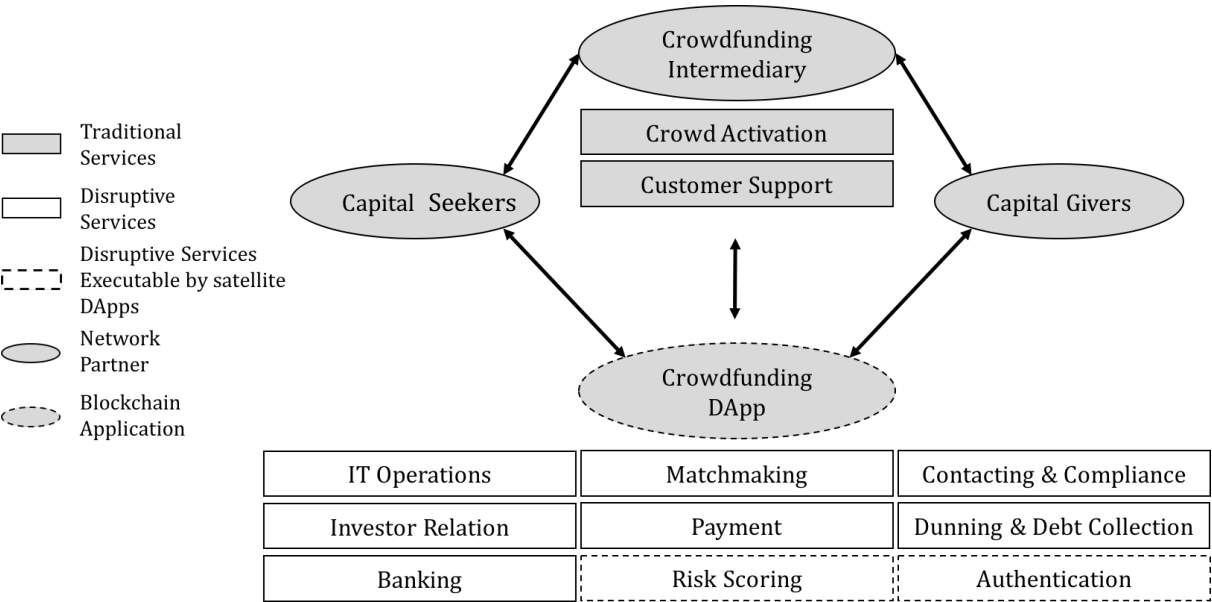 Crowdfunding
Intermediary
Crowd Activation
Customer Support
Capital Seekers
Capital Givers
Crowdfunding
DApp
IT Operations
Matchmaking
Contacting & Compliance
Investor Relation
Payment
Dunning & Debt Collection
Banking
Risk Scoring
Authentication
Traditional
Services
Disruptive
Services
Disruptive Services
Executable by satellite
DApps
Network
Partner
Blockchain
Application